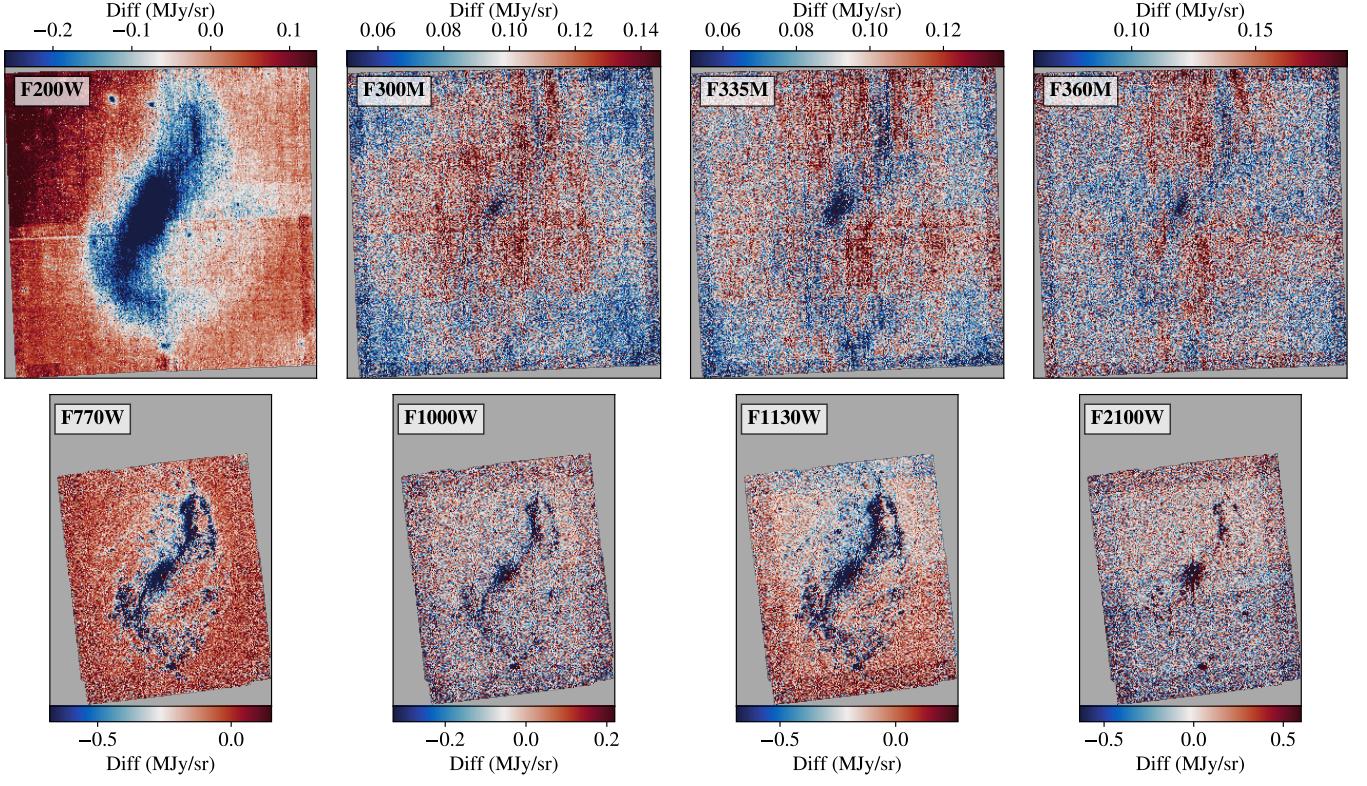 Diff (MJy/sr) Diff (MJy/sr) Diff (MJy/sr) Diff (MJy/sr)
−0.2 −0.1 0.0 0.1 0.06 0.08 0.10 0.12 0.14 0.06 0.08 0.10 0.12 0.10 0.15
F200W F300M F335M F360M
F770W F1000W F1130W F2100W
−0.5 0.0 −0.2 0.0 0.2 −0.5 0.0 −0.5 0.0 0.5
Diff (MJy/sr) Diff (MJy/sr) Diff (MJy/sr) Diff (MJy/sr)